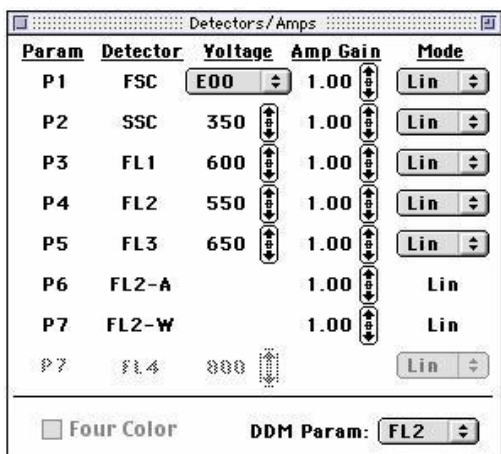 Detectors/Amps
Param Detector Voltage Amp Gain Mode
P1 FSC E00 1.00 Lin
P2 SSC 350 1.00 Lin
P3 FL1 600 1.00 Lin
P4 FL2 550 1.00 Lin
P5 FL3 650 1.00 Lin
P6 FL2-A 1.00 Lin
P7 FL2-W 1.00 Lin
P7 FL4 800 Lin
Four Color DDM Param: FL2